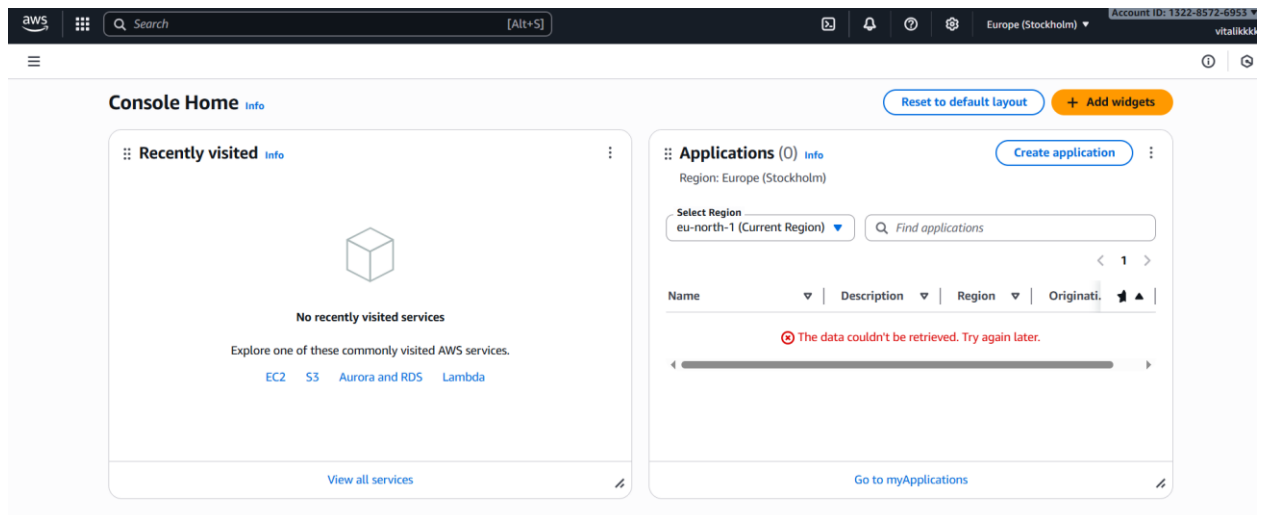 aws Search [Alt+S] Europe (Stockholm) Account ID: 1322-8572-6953
vitalikkkk
Console Home Info Reset to default layout + Add widgets
Recently visited Info
No recently visited services
Explore one of these commonly visited AWS services.
EC2 S3 Aurora and RDS Lambda
View all services
Applications (0) Info Create application
Region: Europe (Stockholm)
Select Region
eu-north-1 (Current Region) Find applications
1
Name Description Region Originati.
The data couldn't be retrieved. Try again later.
Go to myApplications